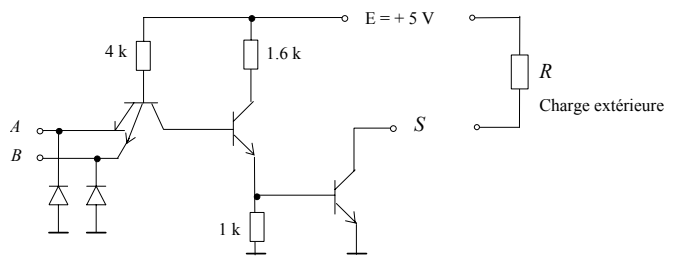 E = + 5 V
4 k
1.6 k
R
Charge extérieure
A
S
B
1 k